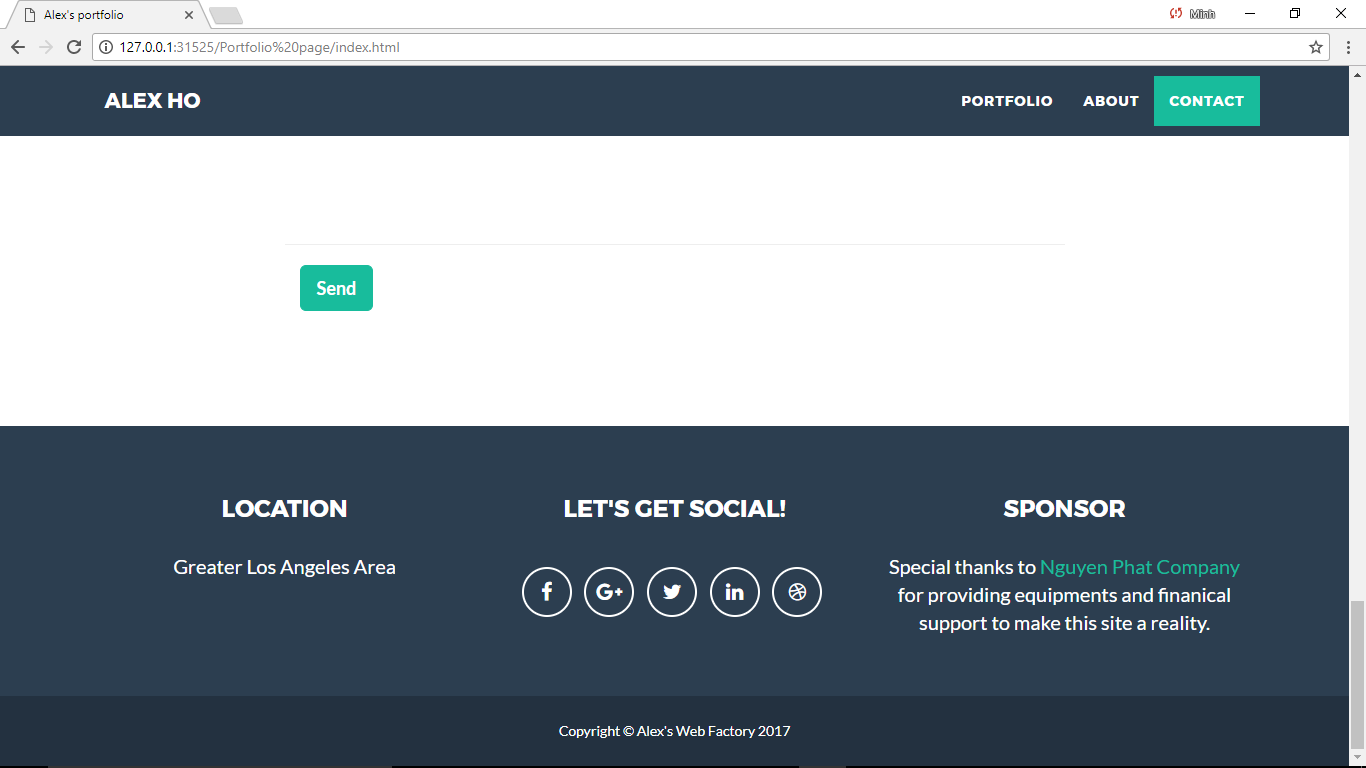 Alex's portfolio
Minh
127.0.0.1:31525/Portfolio%20page/index.html
ALEX HO
PORTFOLIO
ABOUT
CONTACT
Send
LOCATION
Greater Los Angeles Area
LET'S GET SOCIAL!
f
G+
in
SPONSOR
Special thanks to Nguyen Phat Company
for providing equipments and finanical
support to make this site a reality.
Copyright © Alex's Web Factory 2017